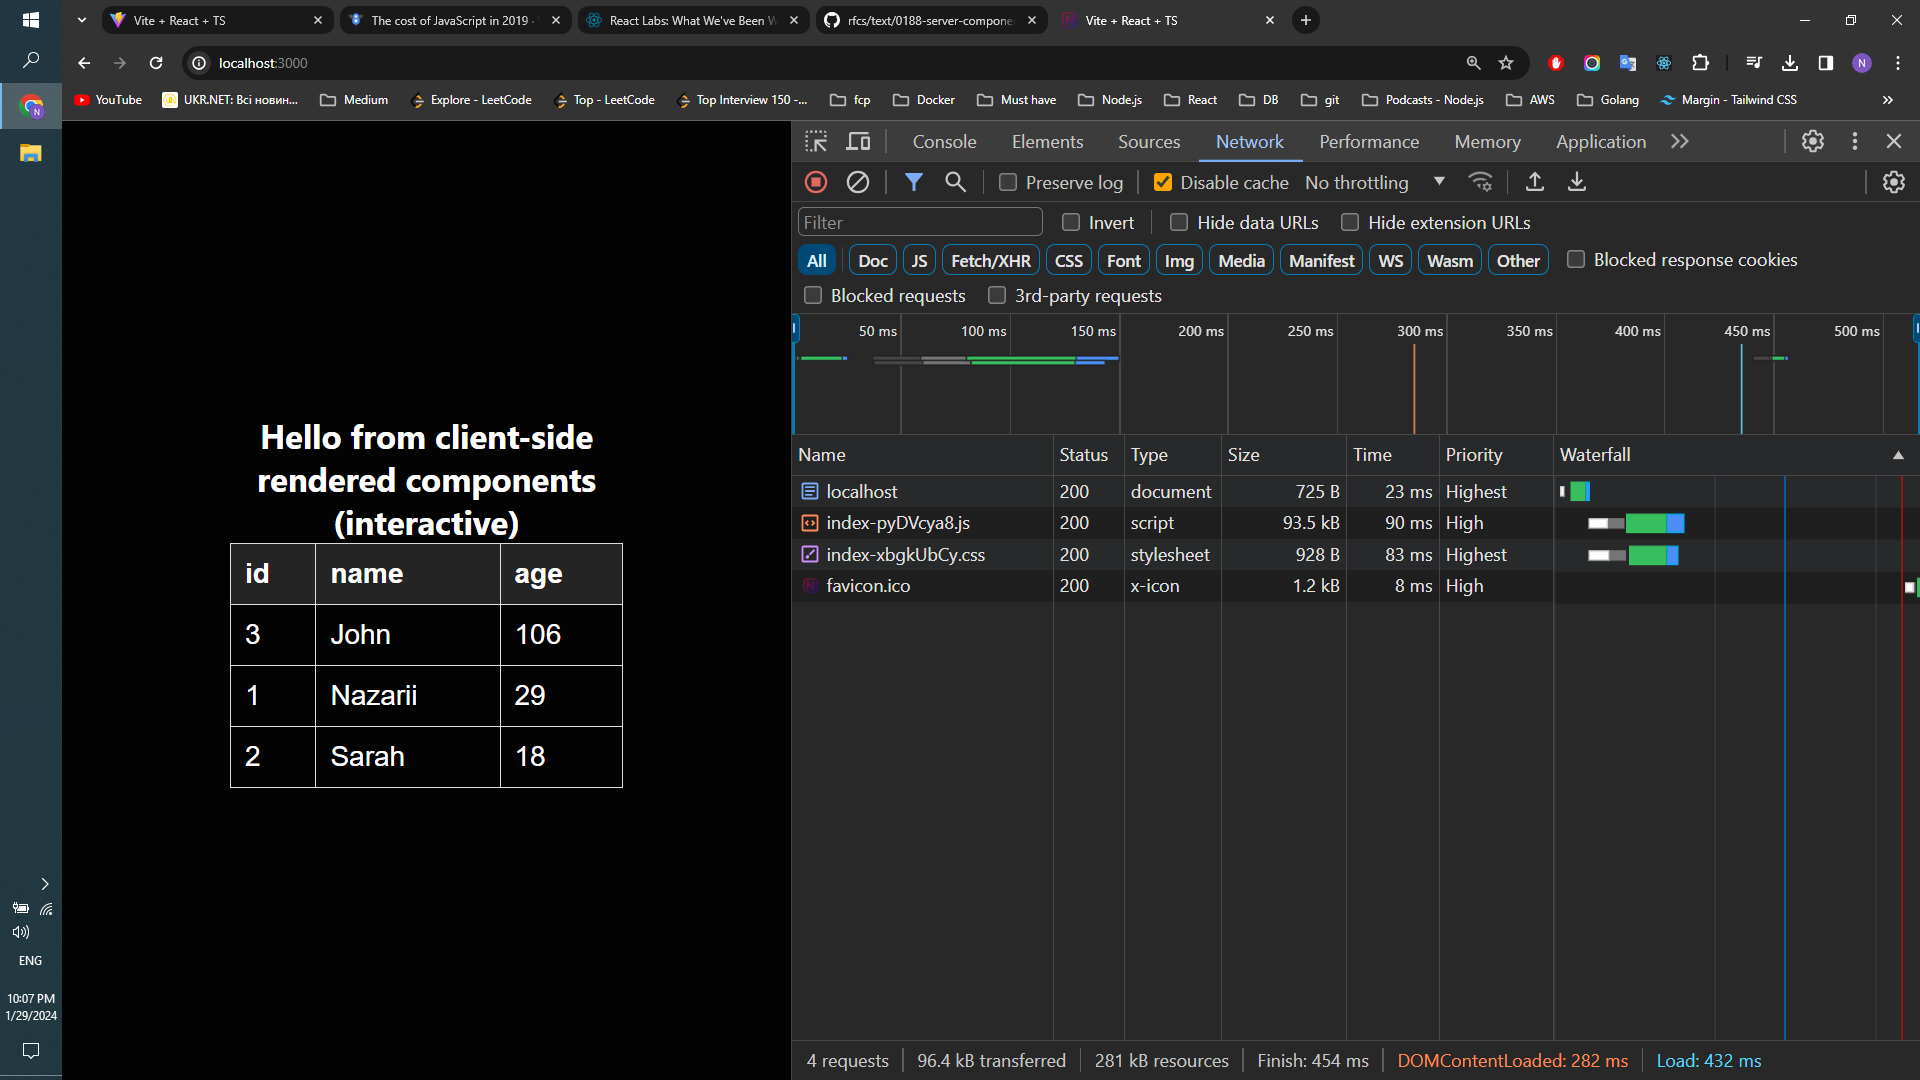 Vite + React + TS
The cost of JavaScript in 2019 ·
React Labs: What We've Been W
rfcs/text/0188-server-compone
Vite + React + TS
localhost:3000
N
YouTube
UKR.NET: Всі новин...
Medium
Explore - LeetCode
Top - LeetCode
Top Interview 150 -...
fcp
Docker
Must have
Node.js
React
DB
git
Podcasts - Node.js
AWS
Golang
Margin - Tailwind CSS
Console
Elements
Sources
Network
Performance
Memory
Application
Preserve log
Disable cache
No throttling
Filter
Invert
Hide data URLs
Hide extension URLs
All
Doc
JS
Fetch/XHR
CSS
Font
Img
Media
Manifest
WS
Wasm
Other
Blocked response cookies
Blocked requests
3rd-party requests
50 ms
100 ms
150 ms
200 ms
250 ms
300 ms
350 ms
400 ms
450 ms
500 ms
Name Status Type Size Time Priority Waterfall
localhost 200 document 725 B 23 ms Highest
index-pyDVcya8.js 200 script 93.5 kB 90 ms High
index-xbgkUbCy.css 200 stylesheet 928 B 83 ms Highest
favicon.ico 200 x-icon 1.2 kB 8 ms High
4 requests
96.4 kB transferred
281 kB resources
Finish: 454 ms
DOMContentLoaded: 282 ms
Load: 432 ms
Hello from client-side
rendered components
(interactive)
id name age
3 John 106
1 Nazarii 29
2 Sarah 18
ENG
10:07 PM
1/29/2024